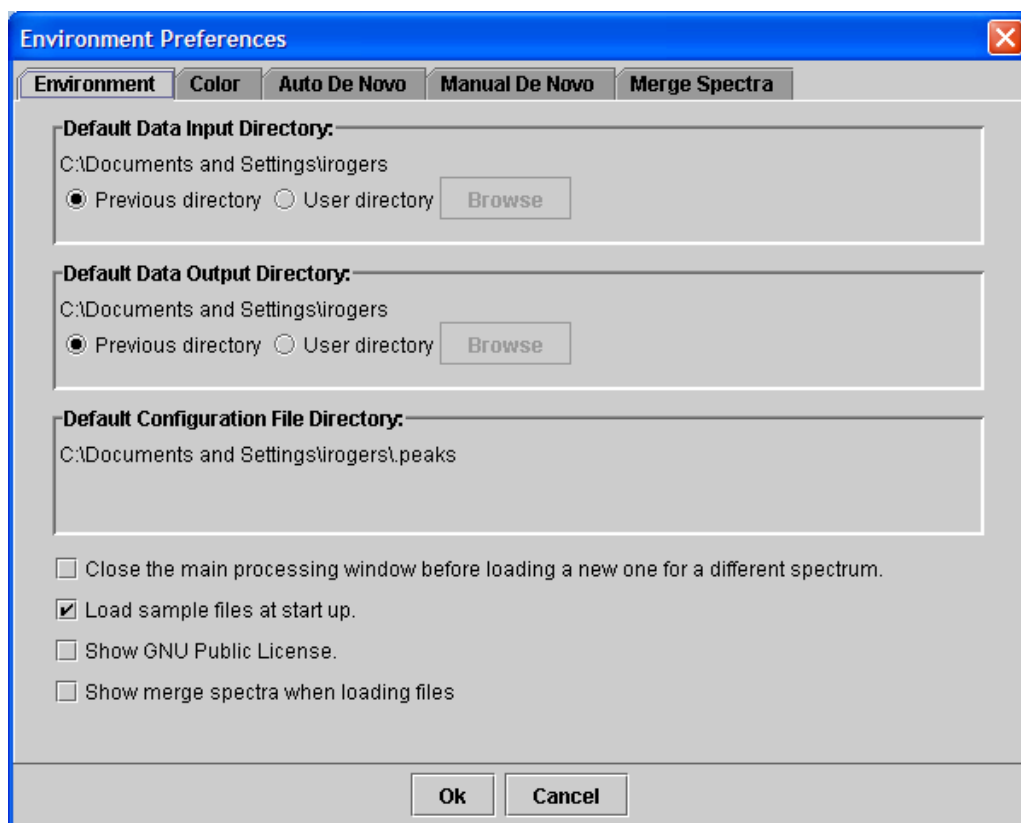 Environment Preferences
Environment Color Auto De Novo Manual De Novo Merge Spectra
Default Data Input Directory:
C:\Documents and Settings\irogers
Previous directory User directory Browse
Default Data Output Directory:
C:\Documents and Settings\irogers
Previous directory User directory Browse
Default Configuration File Directory:
C:\Documents and Settings\irogers\.peaks
Close the main processing window before loading a new one for a different spectrum.
Load sample files at start up.
Show GNU Public License.
Show merge spectra when loading files
Ok Cancel